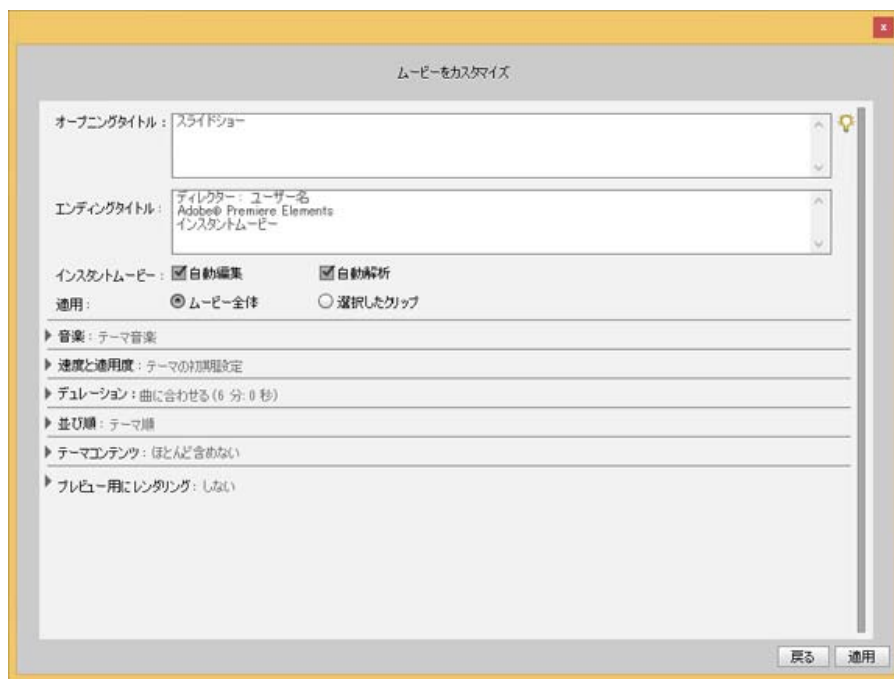 x
ムービーをカスタマイズ
オープニングタイトル： スライドショー
エンディングタイトル： ディレクター： ユーザー名
Adobe® Premiere Elements
インスタントムービー
インスタントムービー： 自動編集 自動解析
適用： ムービー全体 選択したクリップ
音楽：テーマ音楽
速度と適用度：テーマの初期設定
デュレーション：曲に合わせる(6 分:0 秒)
並び順：テーマ順
テーマコンテンツ：ほとんど含めない
プレビュー用にレンダリング：しない
戻る 適用